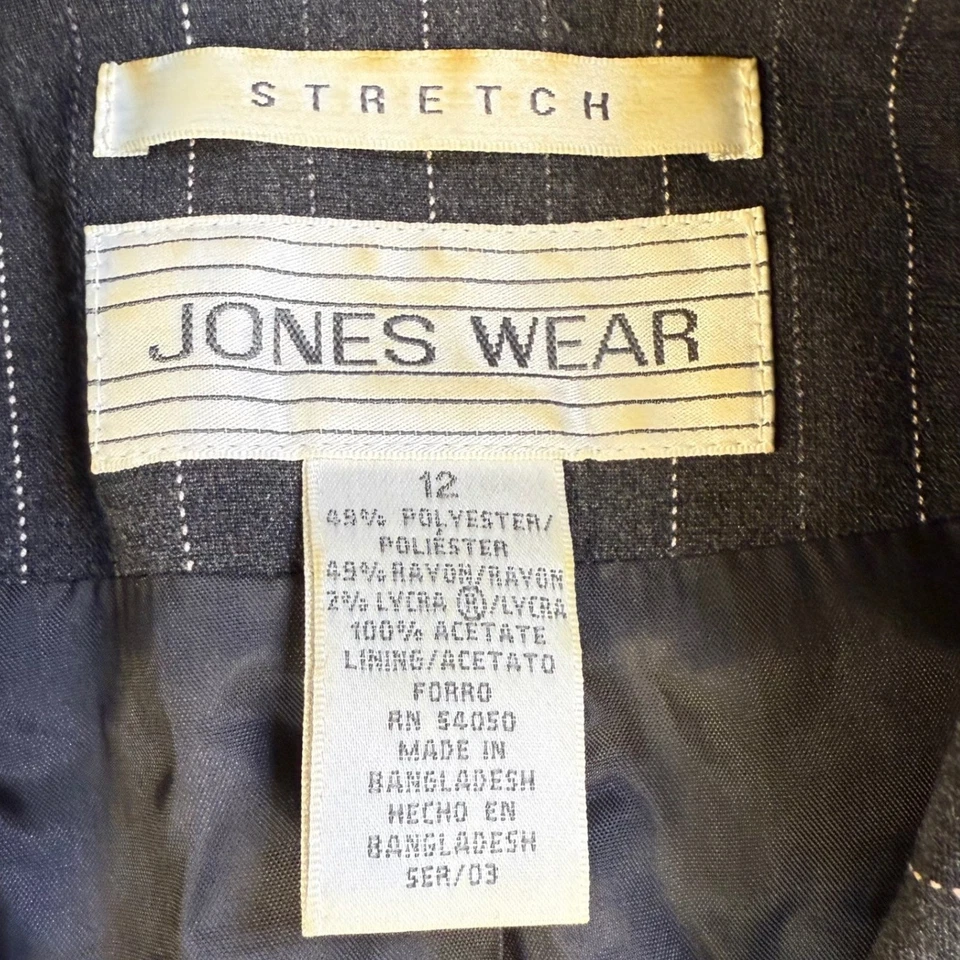 STRETCH
JONES WEAR
12
49% POLYESTER/
POLIÉSTER
49% RAYON/RAYON
2% LYCRA ®/LYCRA
100% ACETATE
LINING/ACETATO
FORRO
RN 54050
MADE IN
BANGLADESH
HECHO EN
BANGLADESH
SER/03